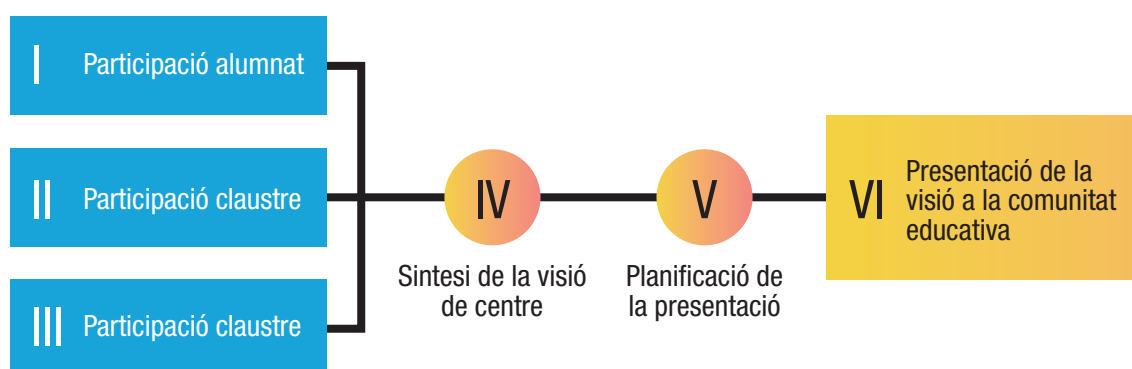 I Participació alumnat
II Participació claustre
III Participació claustre
IV
Sintesi de la visió
de centre
V
Planificació de
la presentació
VI
Presentació de la
visió a la comunitat
educativa